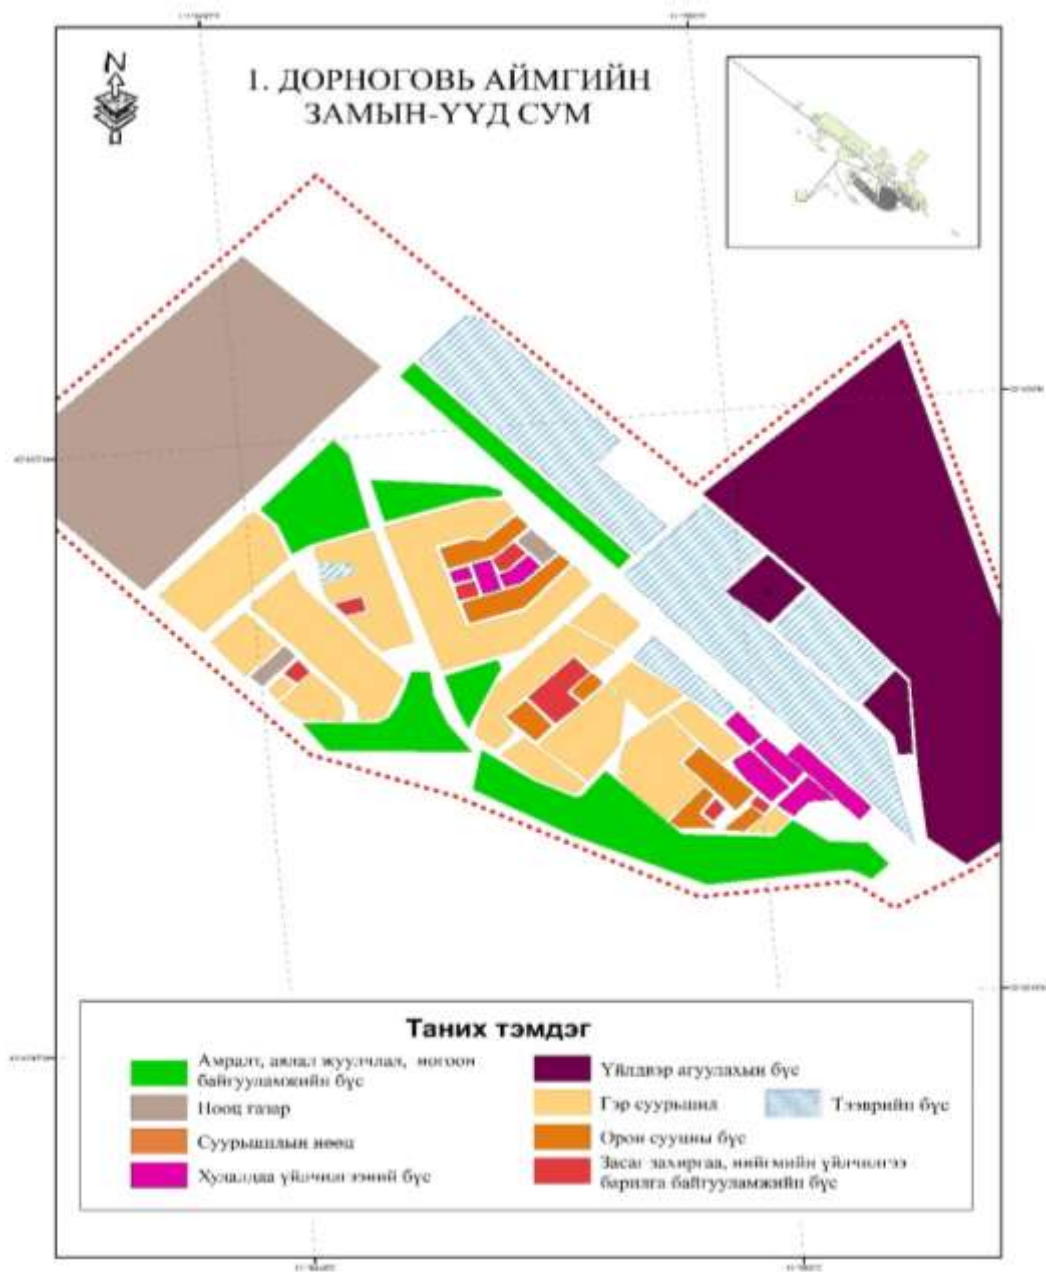 N
1. ДОРНОГОВЬ АЙМГИЙН
ЗАМЫН-ҮҮД СУМ
Таних тэмдэг
Амралт, аялал жуулчлал, ногоон
байгууламжийн бүс
Нооц газар
Суурьшлын нөөц
Худалдаа үйлчилгээний бүс
Үйлдвэр агуулахын бүс
Гэр суурьшил
Тээврийн бүс
Орон сууцны бүс
Засаг захиргаа, нийгмийн үйлчилгээ
барилга байгууламжийн бүс